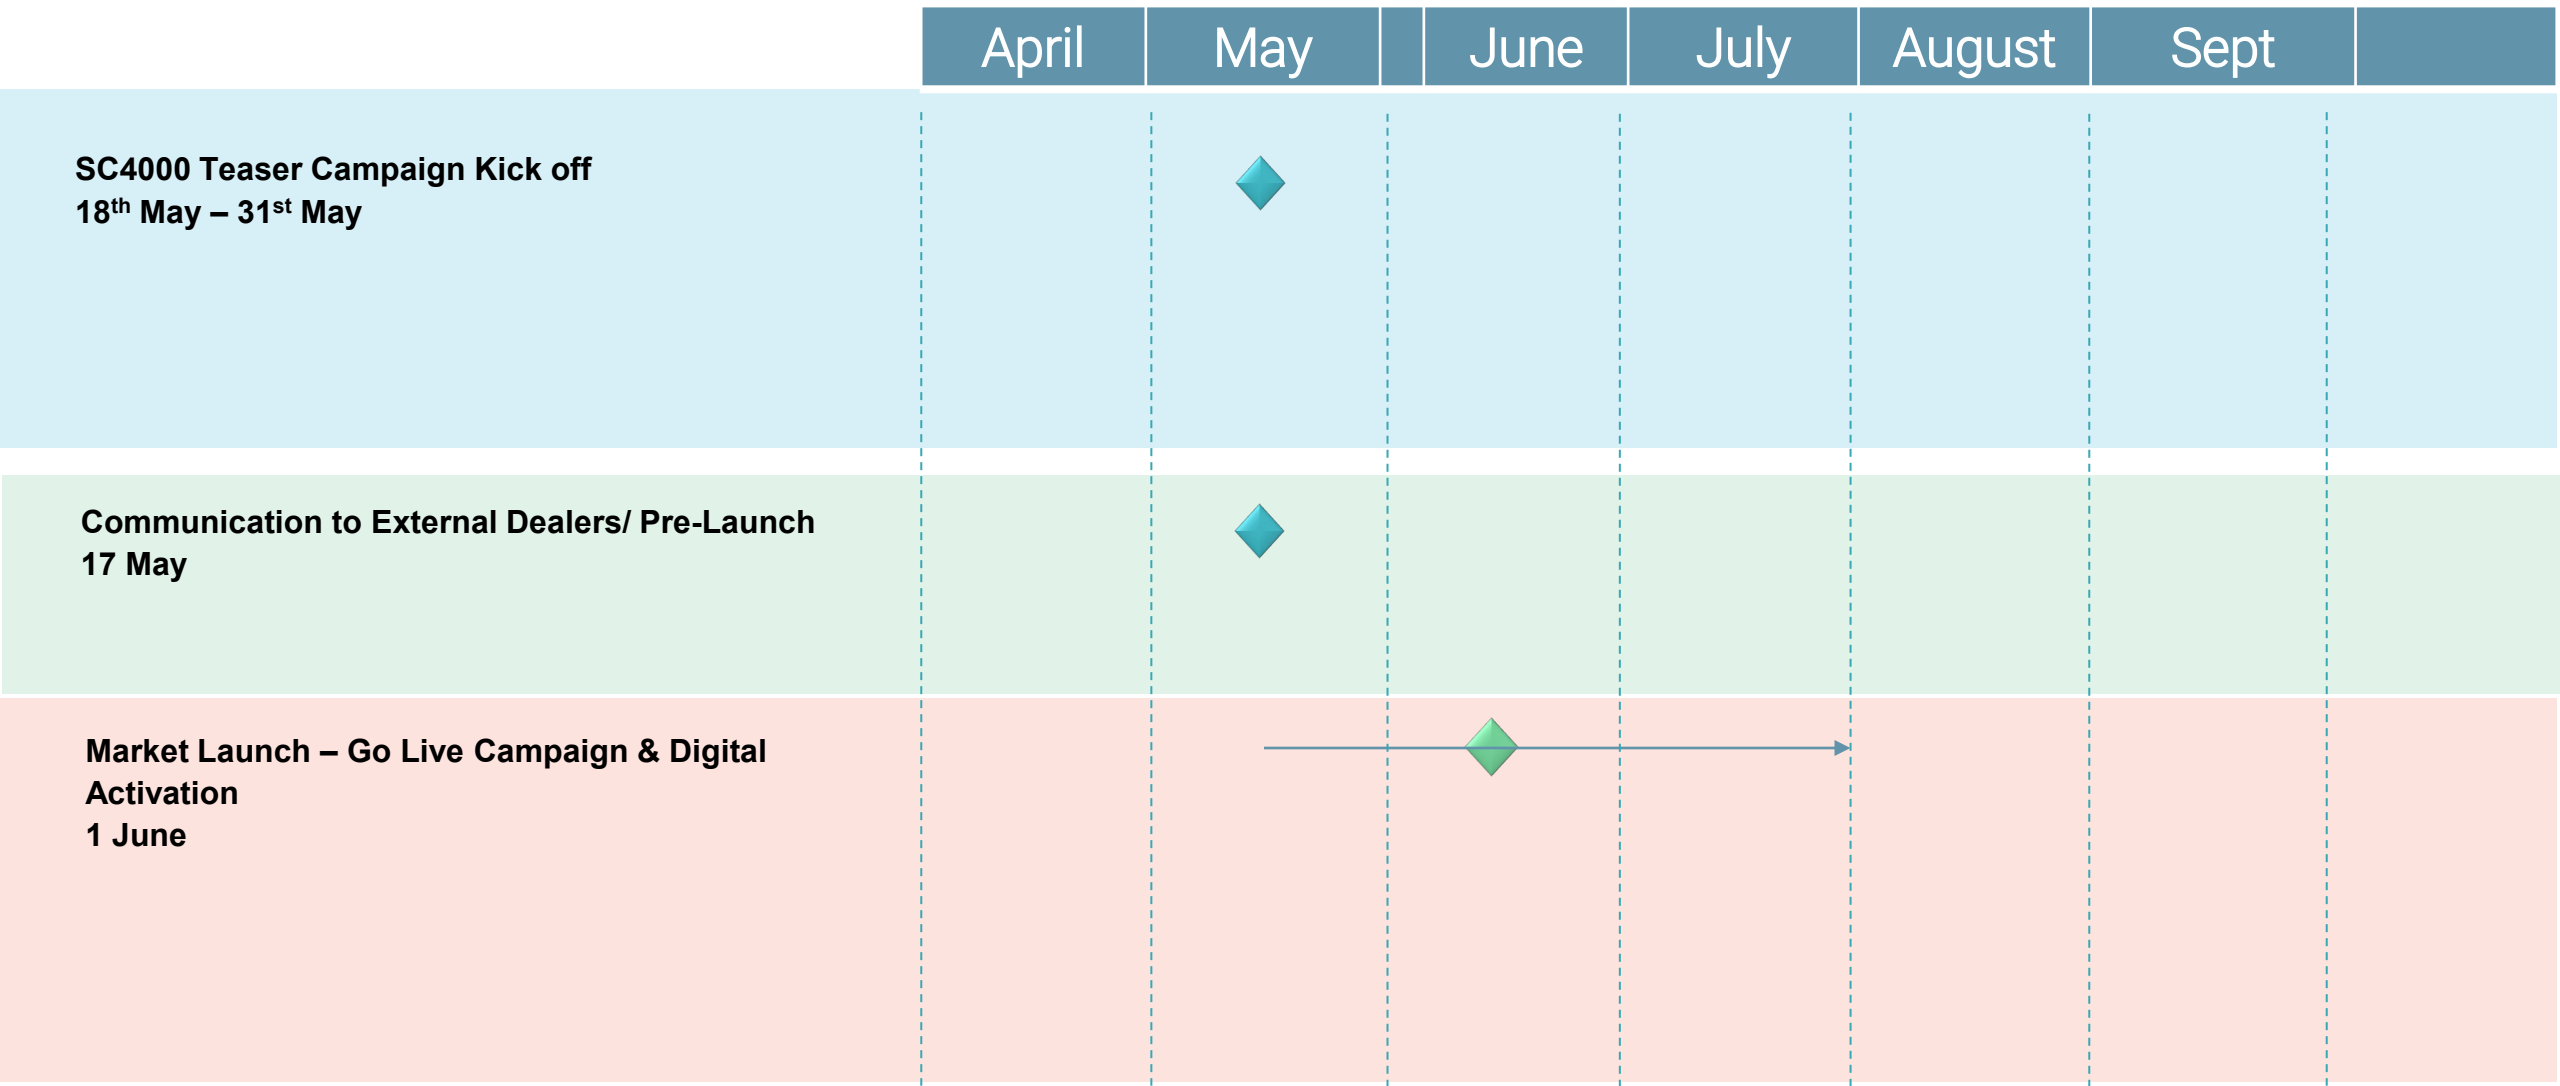 April May June July August Sept
SC4000 Teaser Campaign Kick off
18th May – 31st May
Communication to External Dealers/ Pre-Launch
17 May
Market Launch – Go Live Campaign & Digital
Activation
1 June